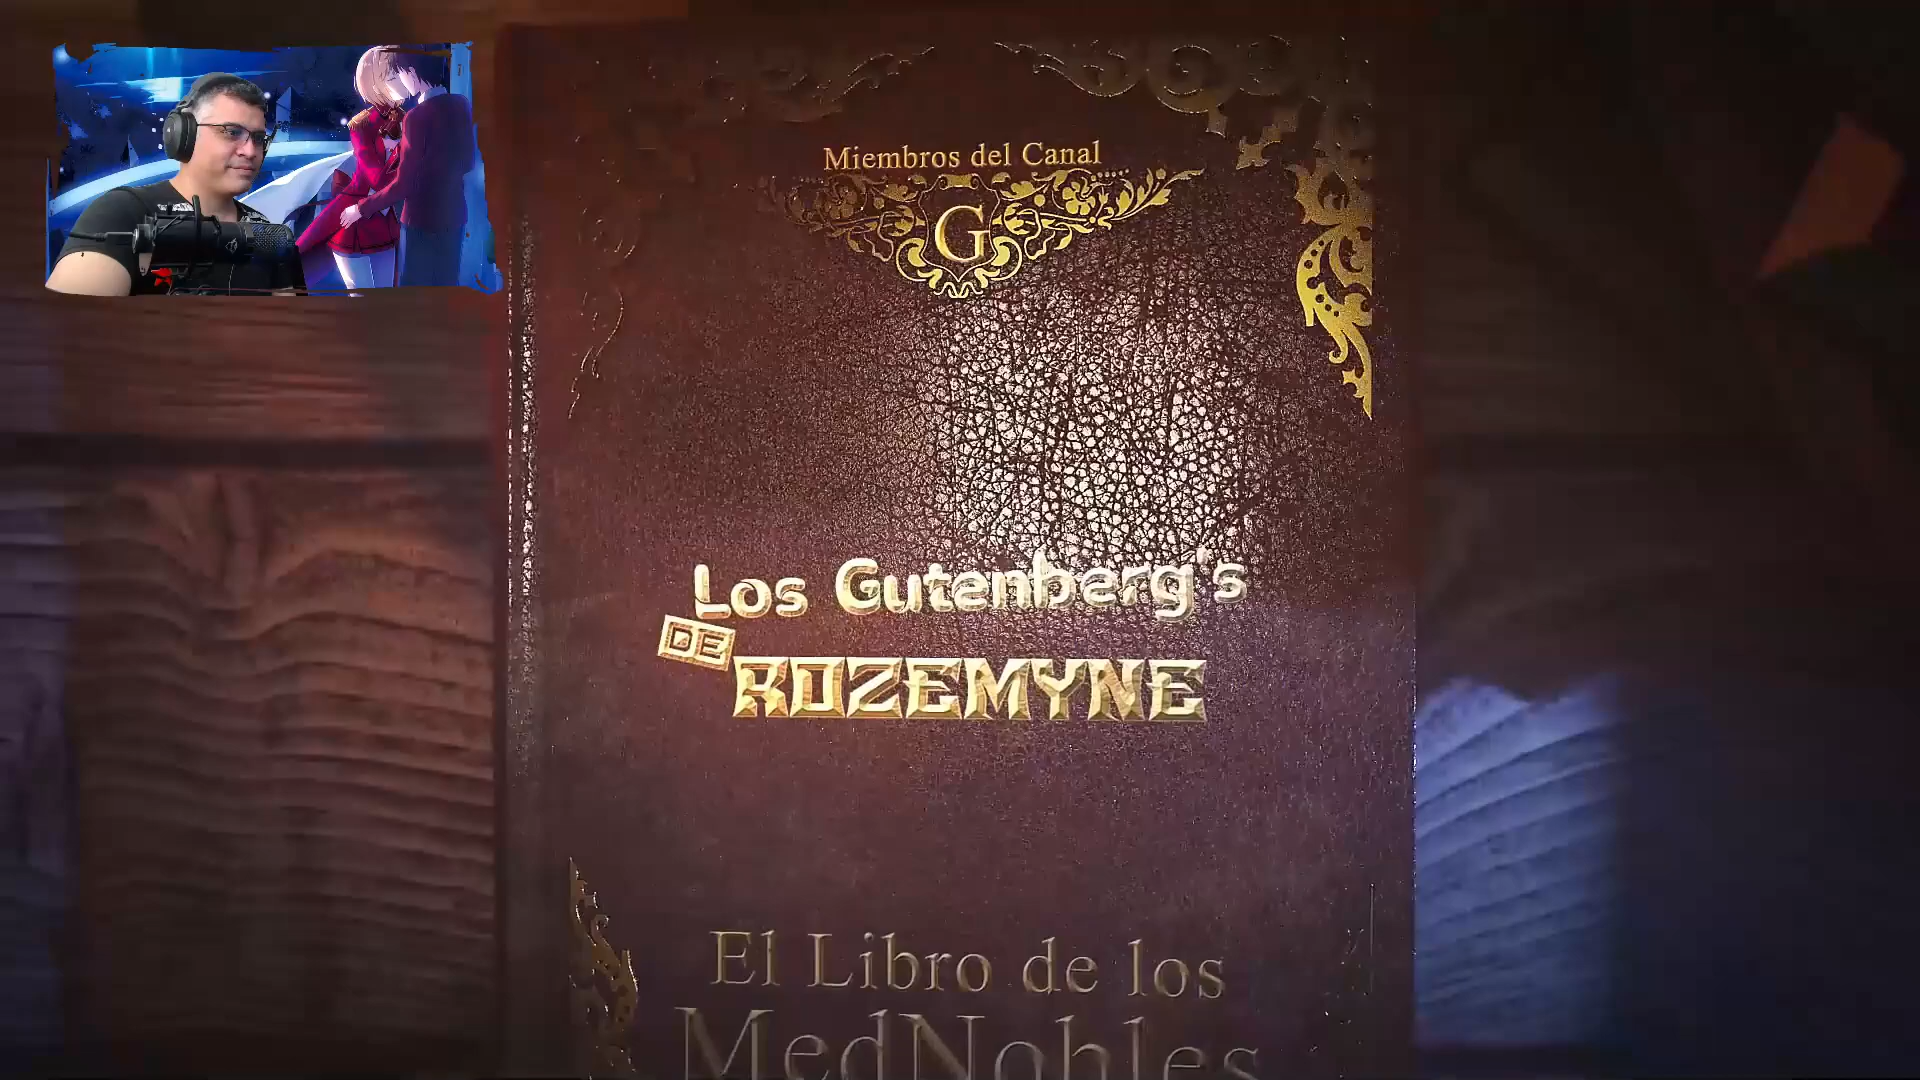 Miembros del Canal
G
Los Gutenberg's
DE
ROZEMYNE
El Libro de los
MedNobles